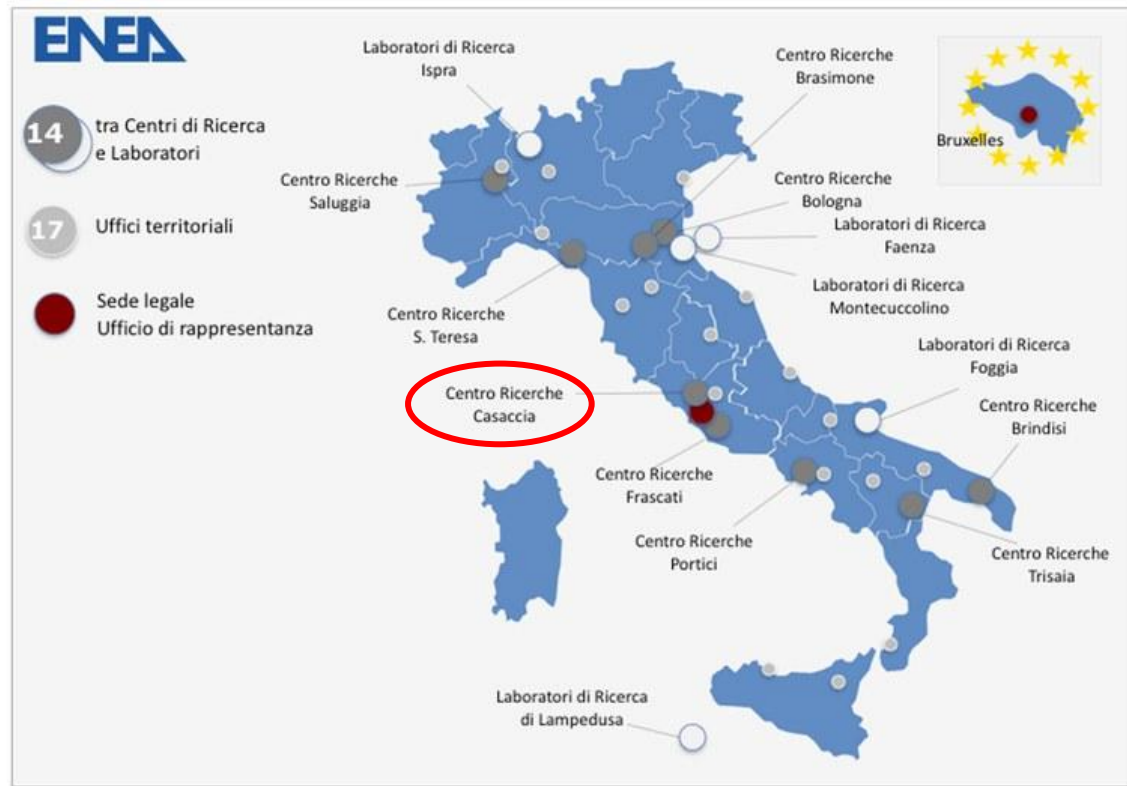 ENEA
14
tra Centri di Ricerca
e Laboratori
17
Uffici territoriali
Sede legale
Ufficio di rappresentanza
Laboratori di Ricerca
Ispra
Centro Ricerche
Brasimone
Bruxelles
Centro Ricerche
Saluggia
Centro Ricerche
Bologna
Laboratori di Ricerca
Faenza
Laboratori di Ricerca
Montecuccolino
Centro Ricerche
S. Teresa
Laboratori di Ricerca
Foggia
Centro Ricerche
Casaccia
Centro Ricerche
Brindisi
Centro Ricerche
Frascati
Centro Ricerche
Portici
Centro Ricerche
Trisaia
Laboratori di Ricerca
di Lampedusa